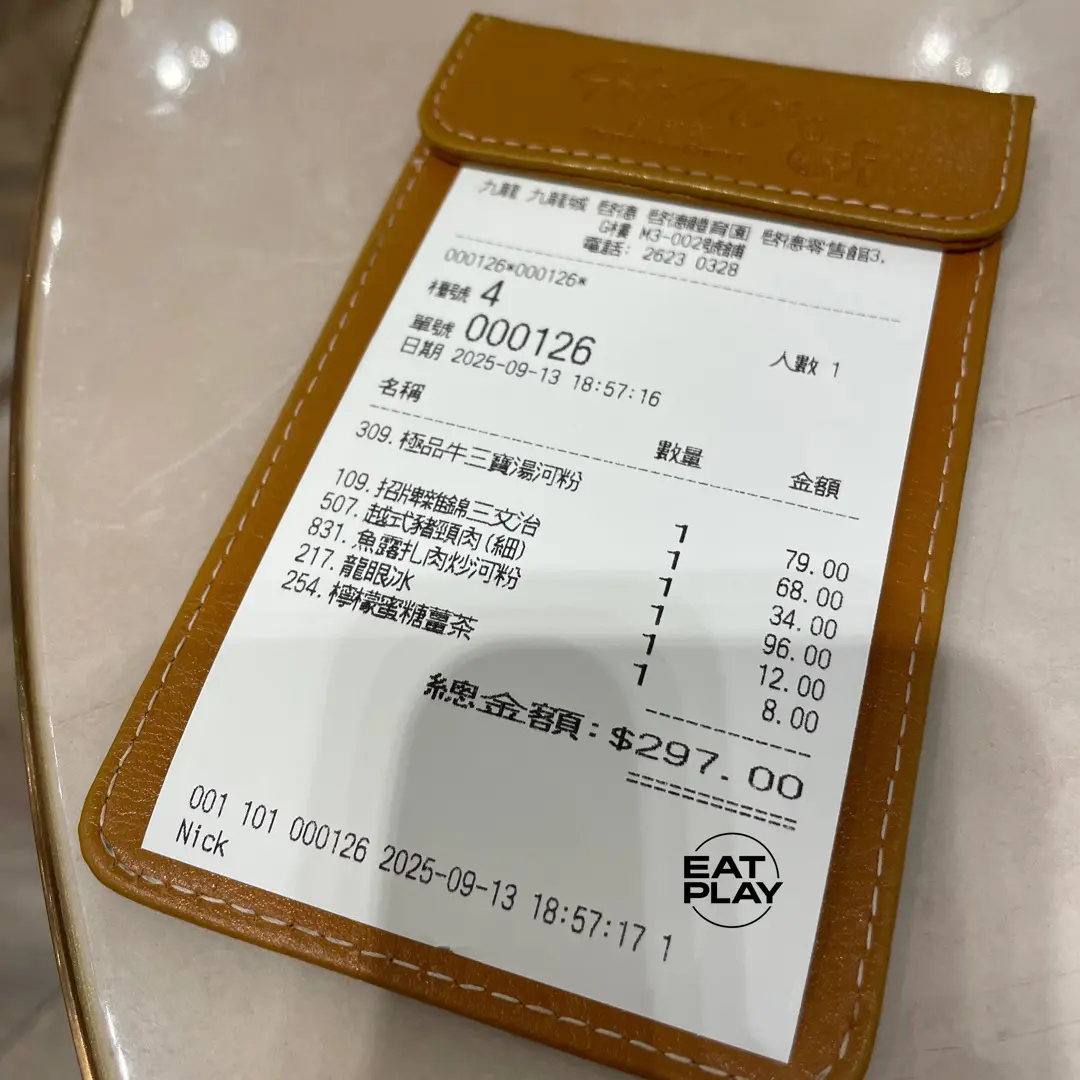 九龍 九龍城 啓德 啓德體育園 啓德零售館3,
G樓 M3-002號舖
電話: 2623 0328
000126*000126*
檯號 4
單號 000126 人數 1
日期 2025-09-13 18:57:16
名稱 數量 金額
309. 極品牛三寶湯河粉 1 79.00
109. 招牌雜錦三文治 1 68.00
507. 越式豬頸肉(細) 1 34.00
831. 魚露扎肉炒河粉 1 96.00
217. 龍眼冰 1 12.00
254. 檸檬蜜糖薑茶 1 8.00
總金額: $297.00
001 101 000126 2025-09-13 18:57:17 1
Nick
EAT
PLAY